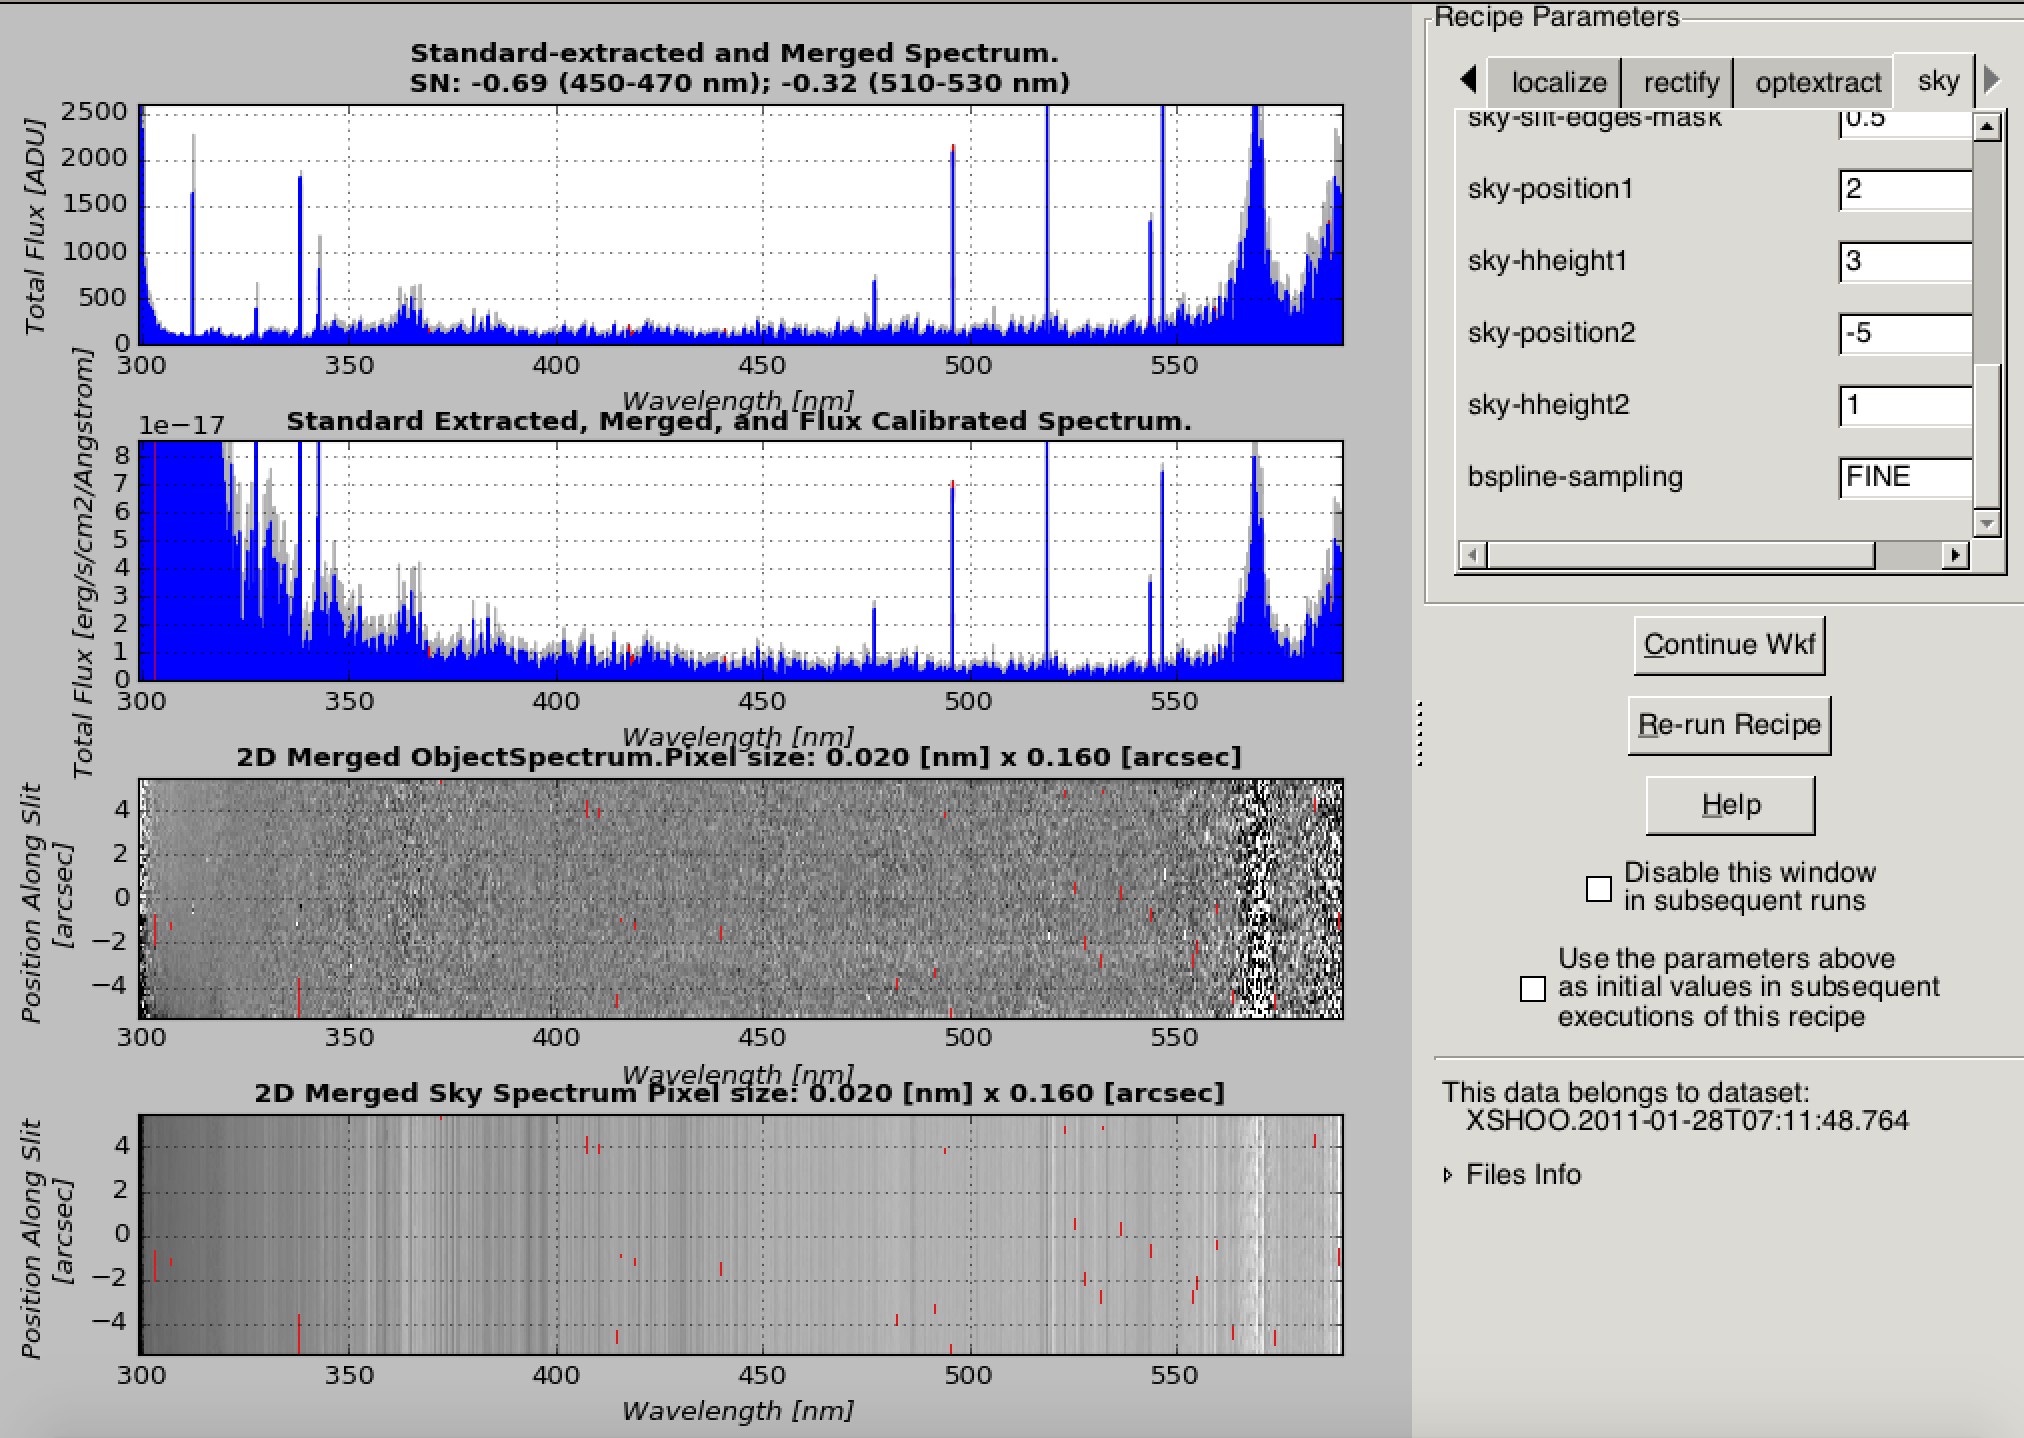 Standard-extracted and Merged Spectrum.
SN: -0.69 (450-470 nm); -0.32 (510-530 nm)
Total Flux [ADU]
2500
2000
1500
1000
500
0
300 350 400 450 500 550
Wavelength [nm]
Standard Extracted, Merged, and Flux Calibrated Spectrum.
1e−17
Total Flux [erg/s/cm2/Angstrom]
8
7
6
5
4
3
2
1
0
300 350 400 450 500 550
Wavelength [nm]
2D Merged ObjectSpectrum.Pixel size: 0.020 [nm] x 0.160 [arcsec]
Position Along Slit
[arcsec]
4
2
0
−2
−4
300 350 400 450 500 550
Wavelength [nm]
2D Merged Sky Spectrum Pixel size: 0.020 [nm] x 0.160 [arcsec]
Position Along Slit
[arcsec]
4
2
0
−2
−4
300 350 400 450 500 550
Wavelength [nm]
Recipe Parameters
localize rectify optextract sky
sky-slit-edges-mask 0.5
sky-position1 2
sky-hheight1 3
sky-position2 -5
sky-hheight2 1
bspline-sampling FINE
Continue Wkf
Re-run Recipe
Help
Disable this window
in subsequent runs
Use the parameters above
as initial values in subsequent
executions of this recipe
This data belongs to dataset:
XSHOO.2011-01-28T07:11:48.764
Files Info